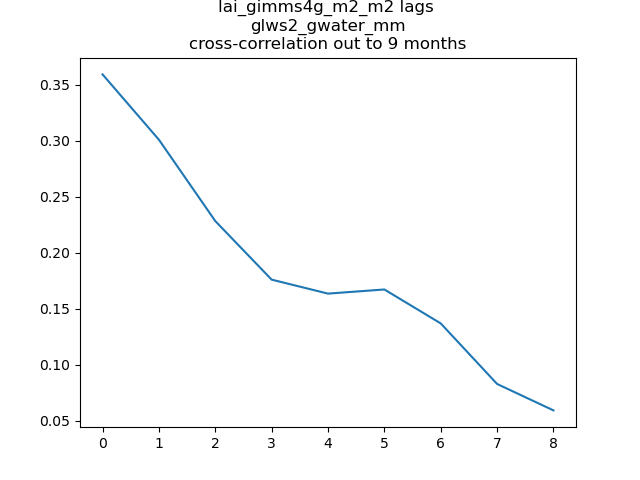 lai_gimms4g_m2_m2 lags
glws2_gwater_mm
cross-correlation out to 9 months
0.35
0.30
0.25
0.20
0.15
0.10
0.05
0 1 2 3 4 5 6 7 8